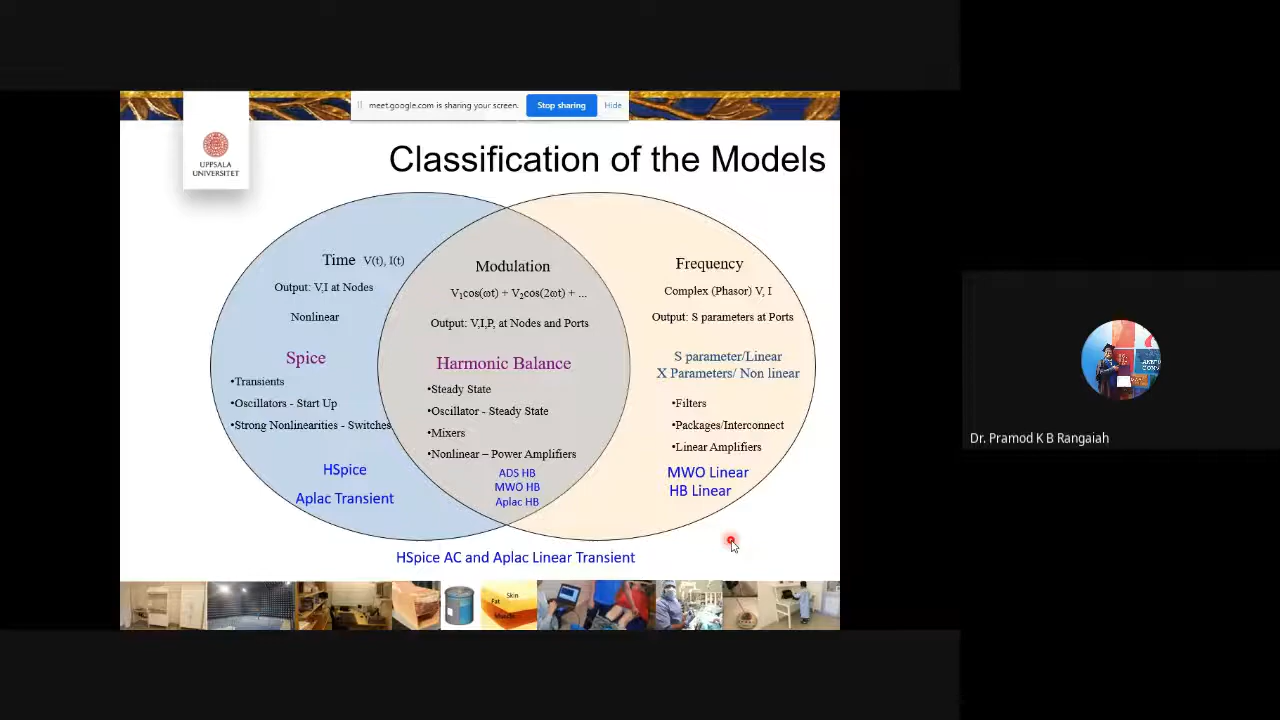 meet.google.com is sharing your screen.
Stop sharing
Hide
UPPSALA
UNIVERSITET
Classification of the Models
Time V(t), I(t)
Output: V,I at Nodes
Nonlinear
Spice
•Transients
•Oscillators - Start Up
•Strong Nonlinearities - Switches
HSpice
Aplac Transient
Modulation
V₁cos(ωt) + V₂cos(2ωt) + ...
Output: V,I,P, at Nodes and Ports
Harmonic Balance
•Steady State
•Oscillator - Steady State
•Mixers
•Nonlinear – Power Amplifiers
ADS HB
MWO HB
Aplac HB
Frequency
Complex (Phasor) V, I
Output: S parameters at Ports
S parameter/Linear
X Parameters/ Non linear
•Filters
•Packages/Interconnect
•Linear Amplifiers
MWO Linear
HB Linear
HSpice AC and Aplac Linear Transient
Skin
Fat
Muscle
Dr. Pramod K B Rangaiah